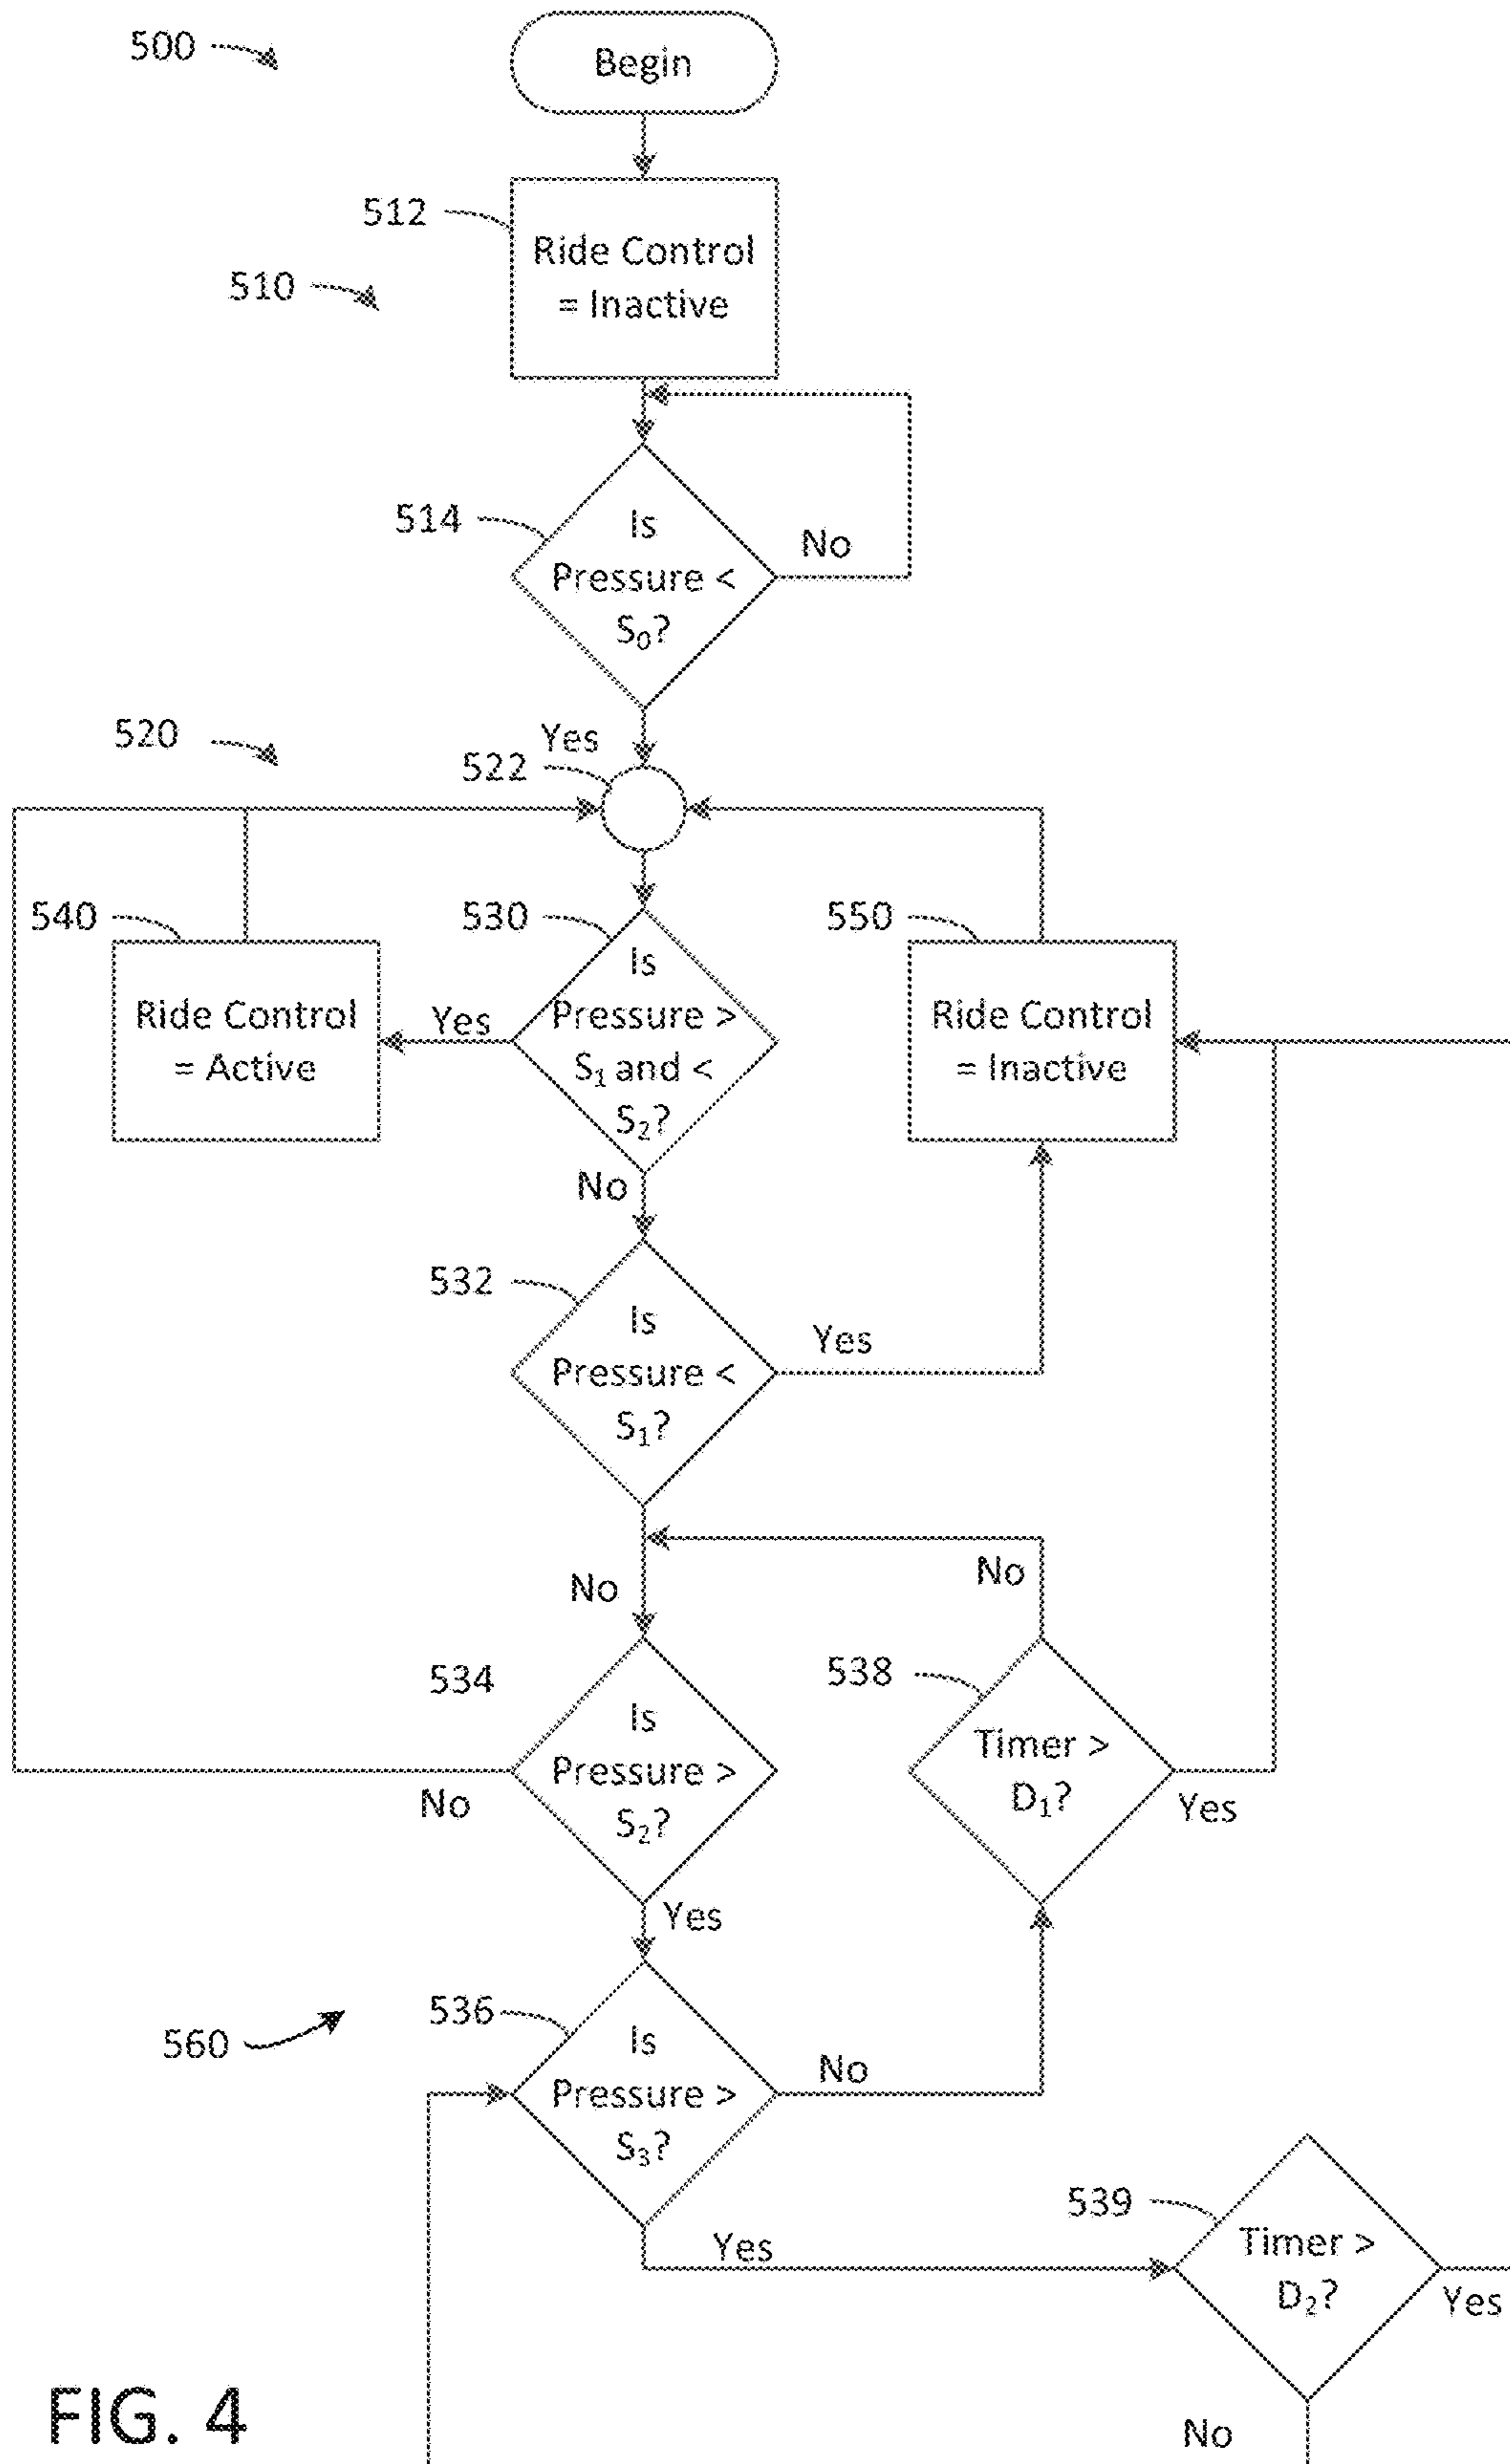 500
Begin
512
Ride Control
= Inactive
510
514
Is
Pressure <
S₀?
No
520
Yes
522
540
Ride Control
= Active
Yes
530
Is
Pressure >
S₁ and <
S₂?
550
Ride Control
= Inactive
No
532
Is
Pressure <
S₁?
Yes
No
No
534
Is
Pressure >
S₂?
No
538
Timer >
D₁?
Yes
Yes
536
560
Is
Pressure >
S₃?
No
Yes
539
Timer >
D₂?
Yes
No
FIG. 4